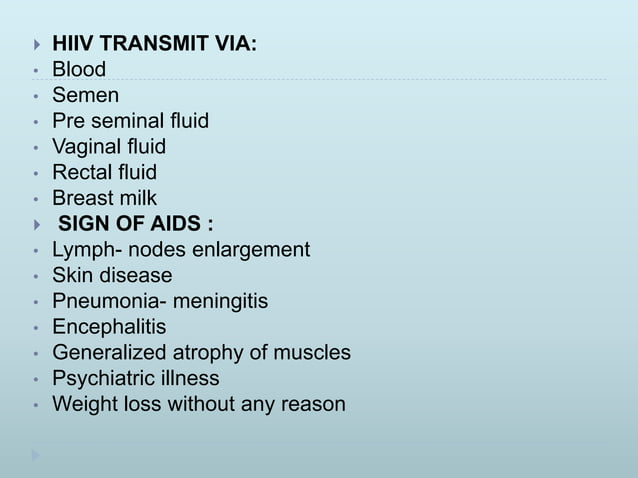 HIIV TRANSMIT VIA:
Blood
Semen
Pre seminal fluid
Vaginal fluid
Rectal fluid
Breast milk
SIGN OF AIDS :
Lymph- nodes enlargement
Skin disease
Pneumonia- meningitis
Encephalitis
Generalized atrophy of muscles
Psychiatric illness
Weight loss without any reason